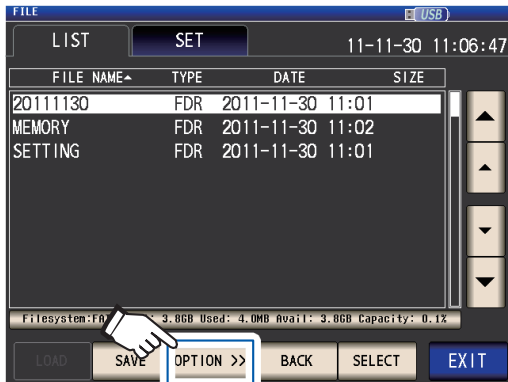 FILE USB
LIST SET 11-11-30 11:06:47
FILE NAME TYPE DATE SIZE
20111130 FDR 2011-11-30 11:01
MEMORY FDR 2011-11-30 11:02
SETTING FDR 2011-11-30 11:01
Filesystem: 3.8GB Used: 4.0MB Avail: 3.8GB Capacity: 0.1%
LOAD SAVE OPTION >> BACK SELECT EXIT